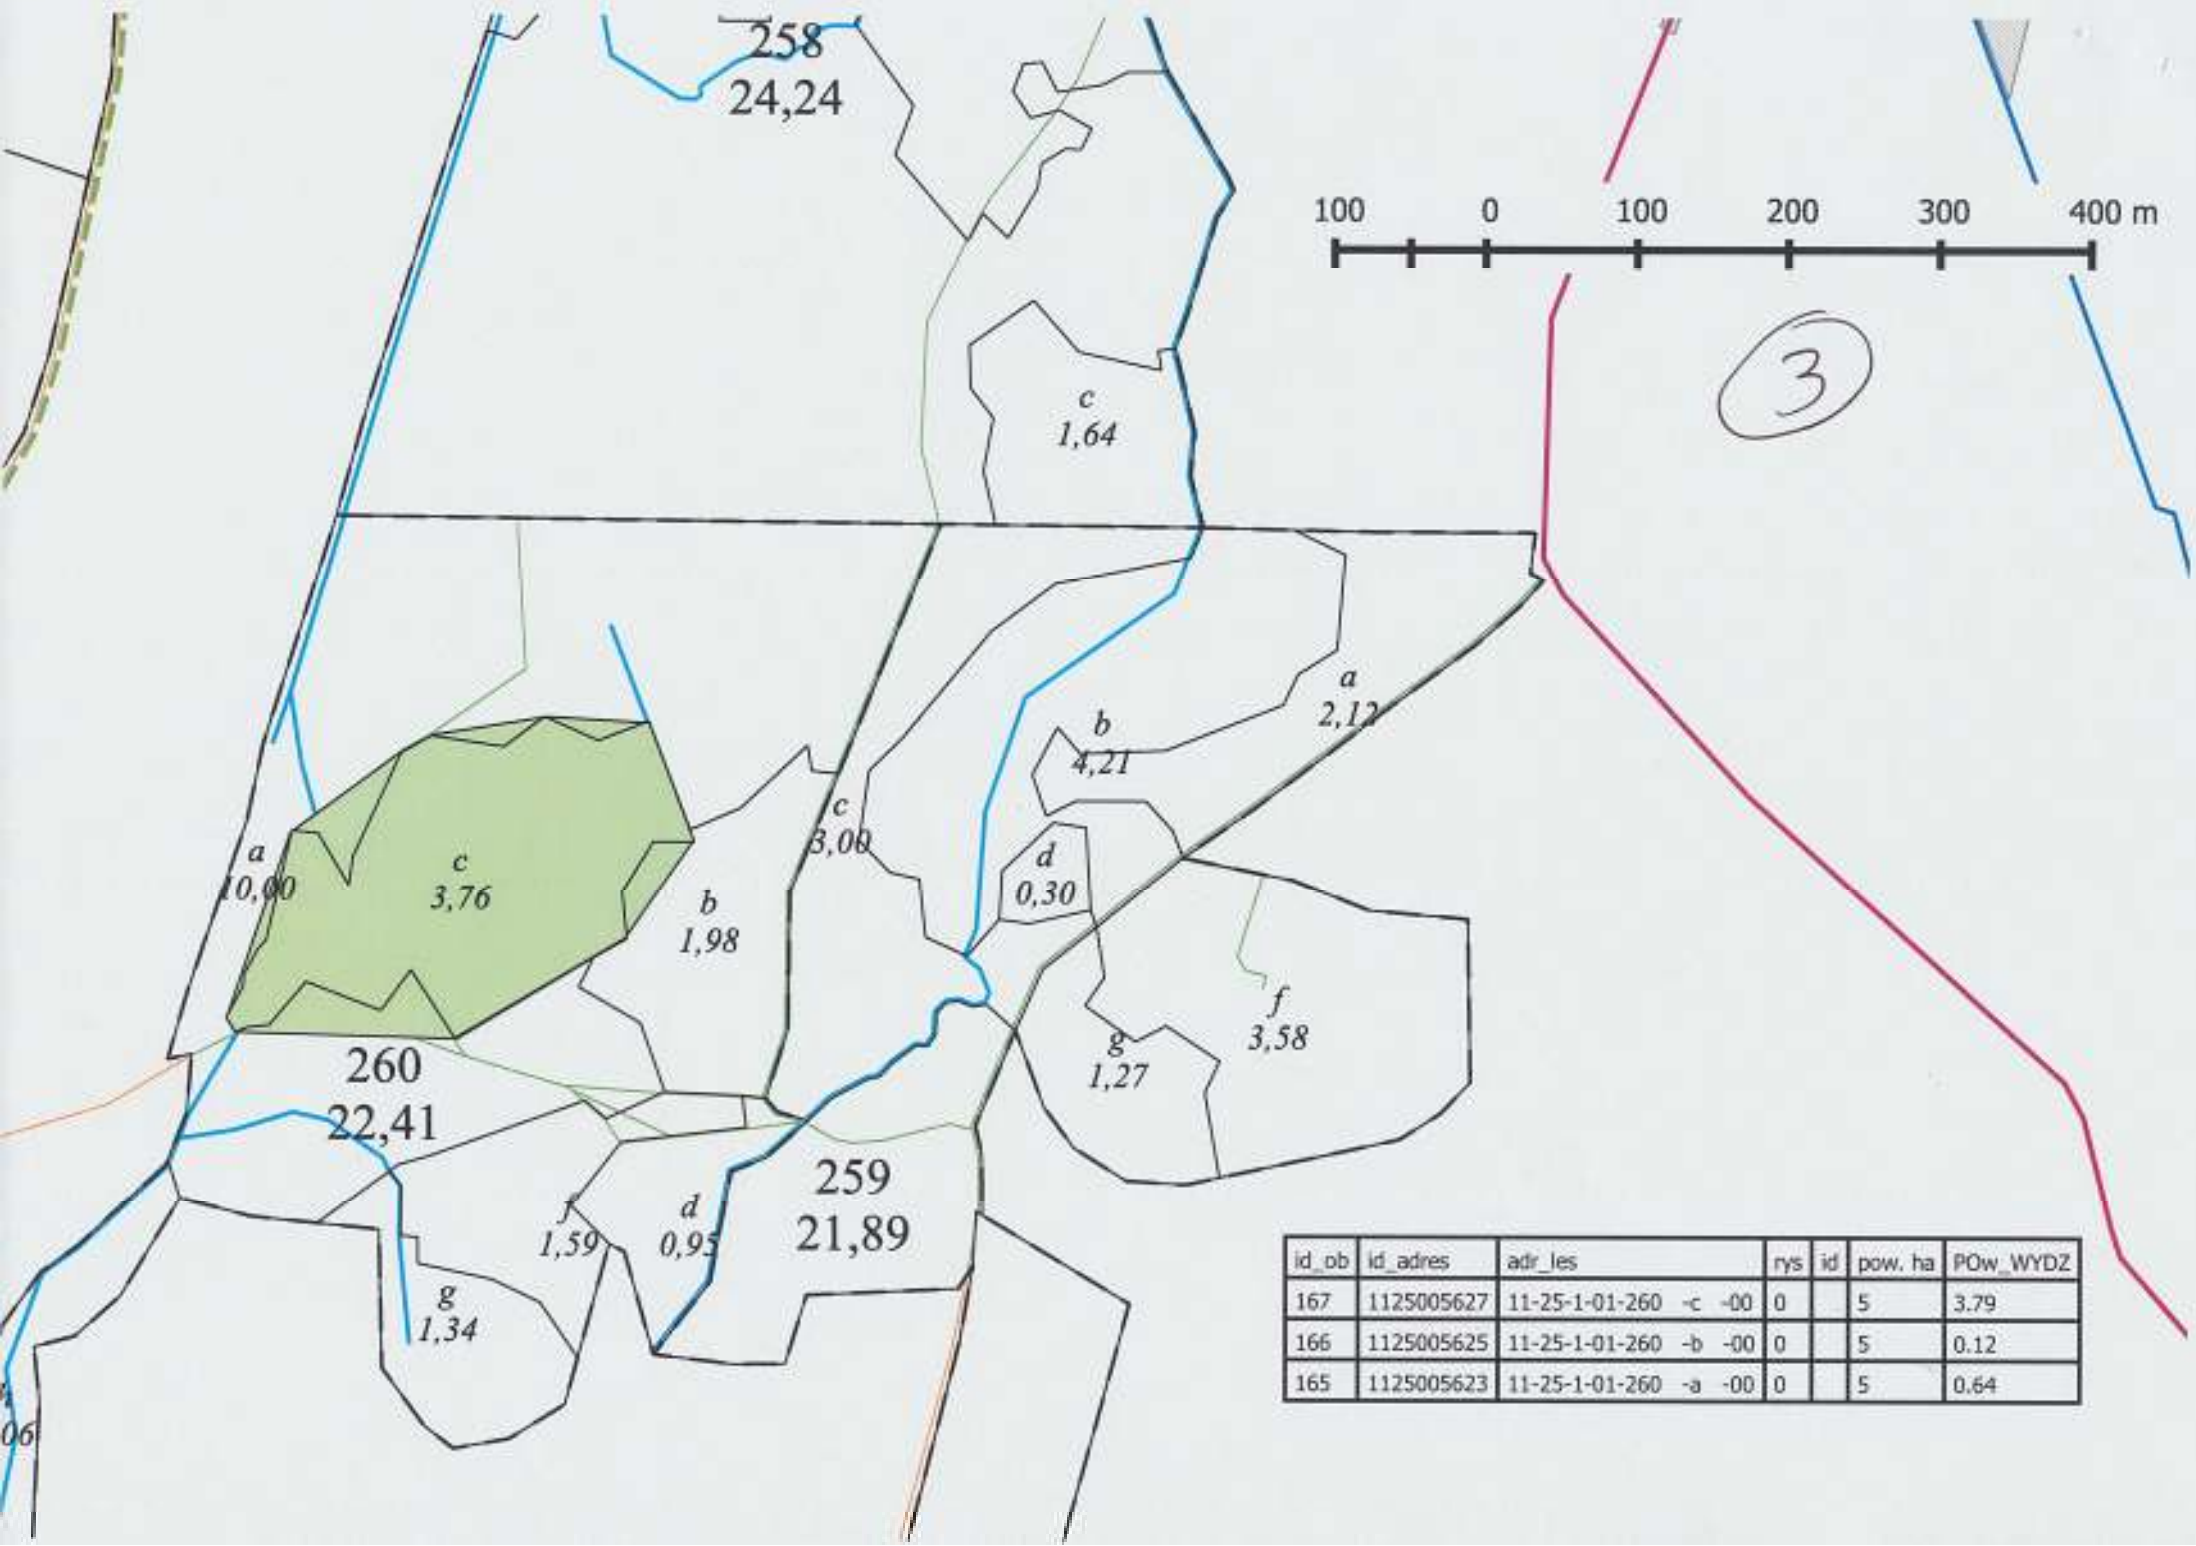 258
24,24
100 0 100 200 300 400 m
3
c
1,64
a
2,12
b
4,21
c
3,00
d
0,30
a
10,00
c
3,76
b
1,98
f
3,58
g
1,27
260
22,41
259
21,89
f
1,59
d
0,95
g
1,34
06
id_ob id_adres adr_les rys id pow. ha POw_WYDZ
167 1125005627 11-25-1-01-260 -c -00 0 5 3.79
166 1125005625 11-25-1-01-260 -b -00 0 5 0.12
165 1125005623 11-25-1-01-260 -a -00 0 5 0.64